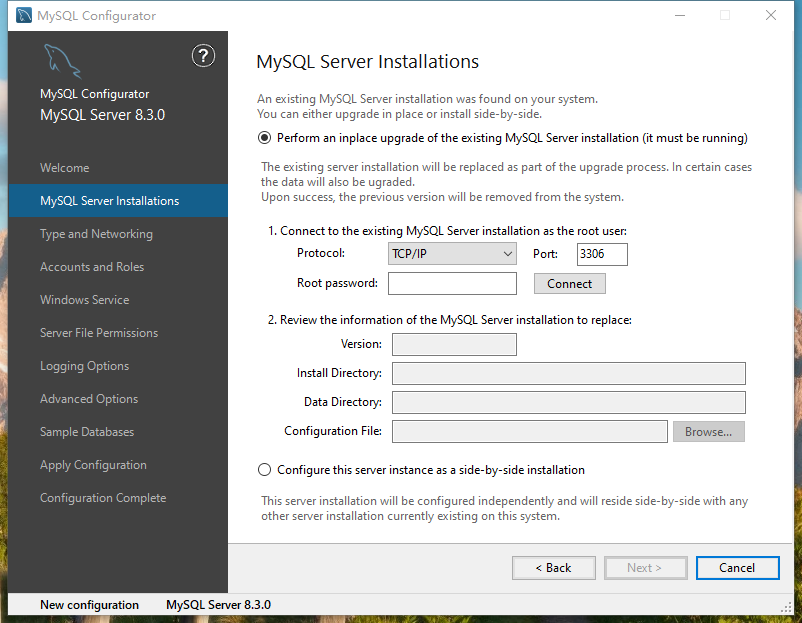 MySQL Configurator
?
MySQL Configurator
MySQL Server 8.3.0
Welcome
MySQL Server Installations
Type and Networking
Accounts and Roles
Windows Service
Server File Permissions
Logging Options
Advanced Options
Sample Databases
Apply Configuration
Configuration Complete
MySQL Server Installations
An existing MySQL Server installation was found on your system.
You can either upgrade in place or install side-by-side.
Perform an inplace upgrade of the existing MySQL Server installation (it must be running)
The existing server installation will be replaced as part of the upgrade process. In certain cases
the data will also be ugraded.
Upon success, the previous version will be removed from the system.
1. Connect to the existing MySQL Server installation as the root user:
Protocol: TCP/IP Port: 3306
Root password: Connect
2. Review the information of the MySQL Server installation to replace:
Version:
Install Directory:
Data Directory:
Configuration File: Browse...
Configure this server instance as a side-by-side installation
This server installation will be configured independently and will reside side-by-side with any
other server installation currently existing on this system.
< Back Next > Cancel
New configuration MySQL Server 8.3.0